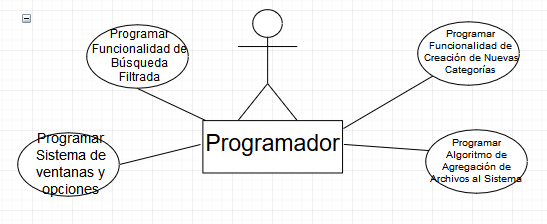 Programar
Funcionalidad de
Búsqueda
Filtrada
Programar
Funcionalidad de
Creación de Nuevas
Categorías
Programador
Programar
Sistema de
ventanas y
opciones
Programar
Algoritmo de
Agregación de
Archivos al Sistema